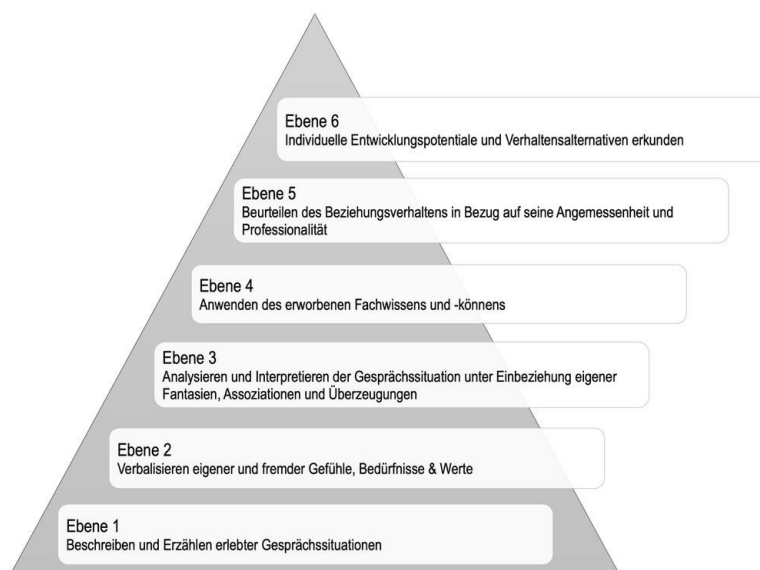 Ebene 6
Individuelle Entwicklungspotentiale und Verhaltensalternativen erkunden
Ebene 5
Beurteilen des Beziehungsverhaltens in Bezug auf seine Angemessenheit und
Professionalität
Ebene 4
Anwenden des erworbenen Fachwissens und -könnens
Ebene 3
Analysieren und Interpretieren der Gesprächssituation unter Einbeziehung eigener
Fantasien, Assoziationen und Überzeugungen
Ebene 2
Verbalisieren eigener und fremder Gefühle, Bedürfnisse & Werte
Ebene 1
Beschreiben und Erzählen erlebter Gesprächssituationen